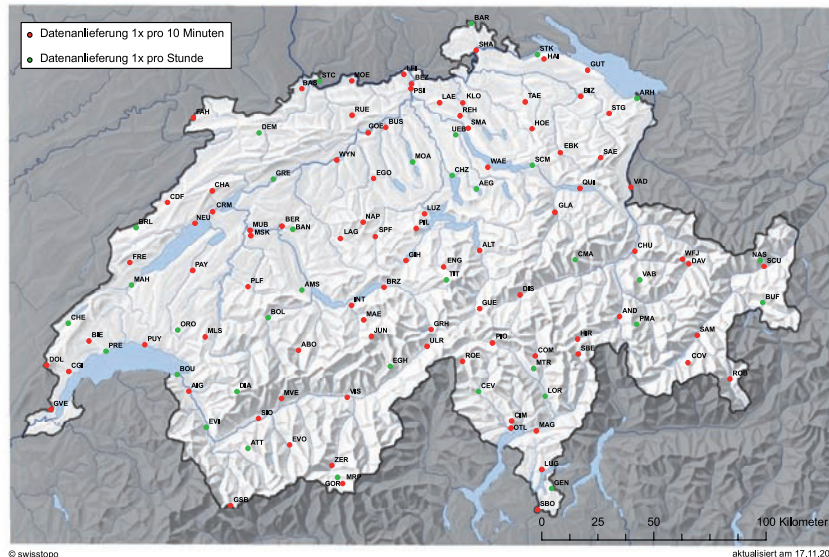 Datenanlieferung 1x pro 10 Minuten
Datenanlieferung 1x pro Stunde
BAR
SHA
STK
HAI
GUT
STC
MOE
LEI
BEZ
BAS
PSI
LAE
KLO
TAE
BIZ
ARH
FAH
RUE
REH
STG
DEM
GOE
BUS
UEB
SMA
HOE
EBK
SAE
WYN
MOA
WAE
SCM
GRE
EGO
CHZ
AEG
QUI
VAD
CHA
CDF
CRM
LUZ
GLA
BRL
NEU
MUB
MSK
BER
BAN
NAP
SPF
LAG
PIL
ALT
CHU
WFJ
DAV
NAS
SCU
FRE
PAY
GIH
ENG
TIT
CMA
MAH
PLF
AMS
BRZ
VAB
DIS
BUF
INT
GUE
CHE
BOL
MAE
AND
PMA
ORO
MLS
JUN
GRH
ULR
PIO
HIR
SAM
BIE
PRE
PUY
ABO
COM
SBE
DOL
CGI
BOU
EGH
ROE
MTR
COV
ROB
AIG
DIA
MVE
VIS
CEV
LOR
GVE
SIO
CIM
OTL
MAG
EVI
ATT
EVO
ZER
LUG
GOR
MRP
GEN
GSB
SBO
0 25 50 100 Kilometer
© swisstopo
aktualisiert am 17.11.20